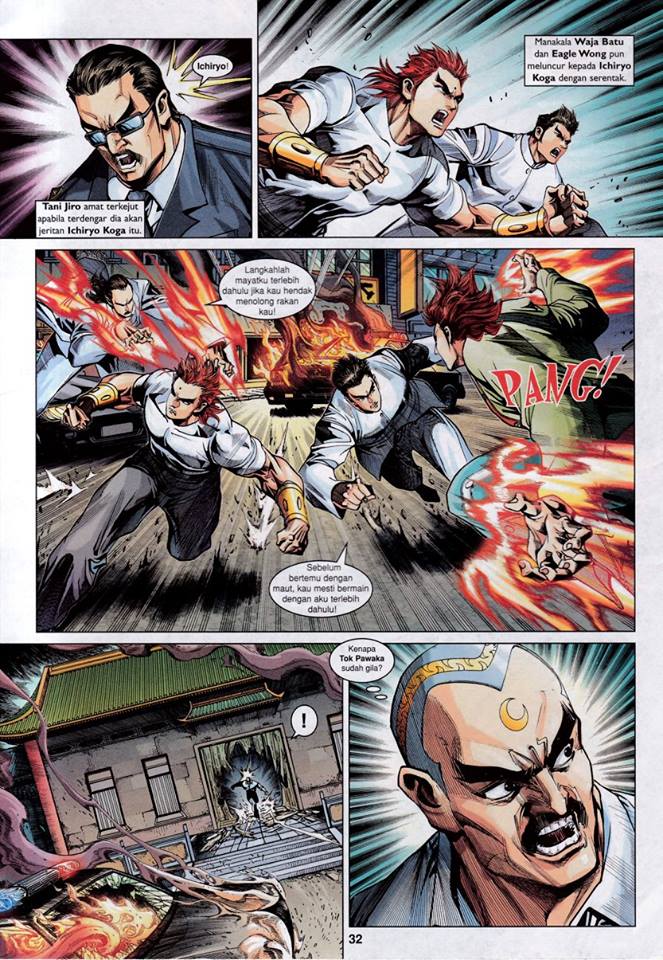 Ichiryo!
Tani Jiro amat terkejut
apabila terdengar dia akan
jeritan Ichiryo Koga itu.
Manakala Waja Batu
dan Eagle Wong pun
meluncur kepada Ichiryo
Koga dengan serentak.
Langkahlah
mayatku terlebih
dahulu jika kau hendak
menolong rakan
kau!
PANG!
Sebelum
bertemu dengan
maut, kau mesti bermain
dengan aku terlebih
dahulu!
!
Kenapa
Tok Pawaka
sudah gila?
32